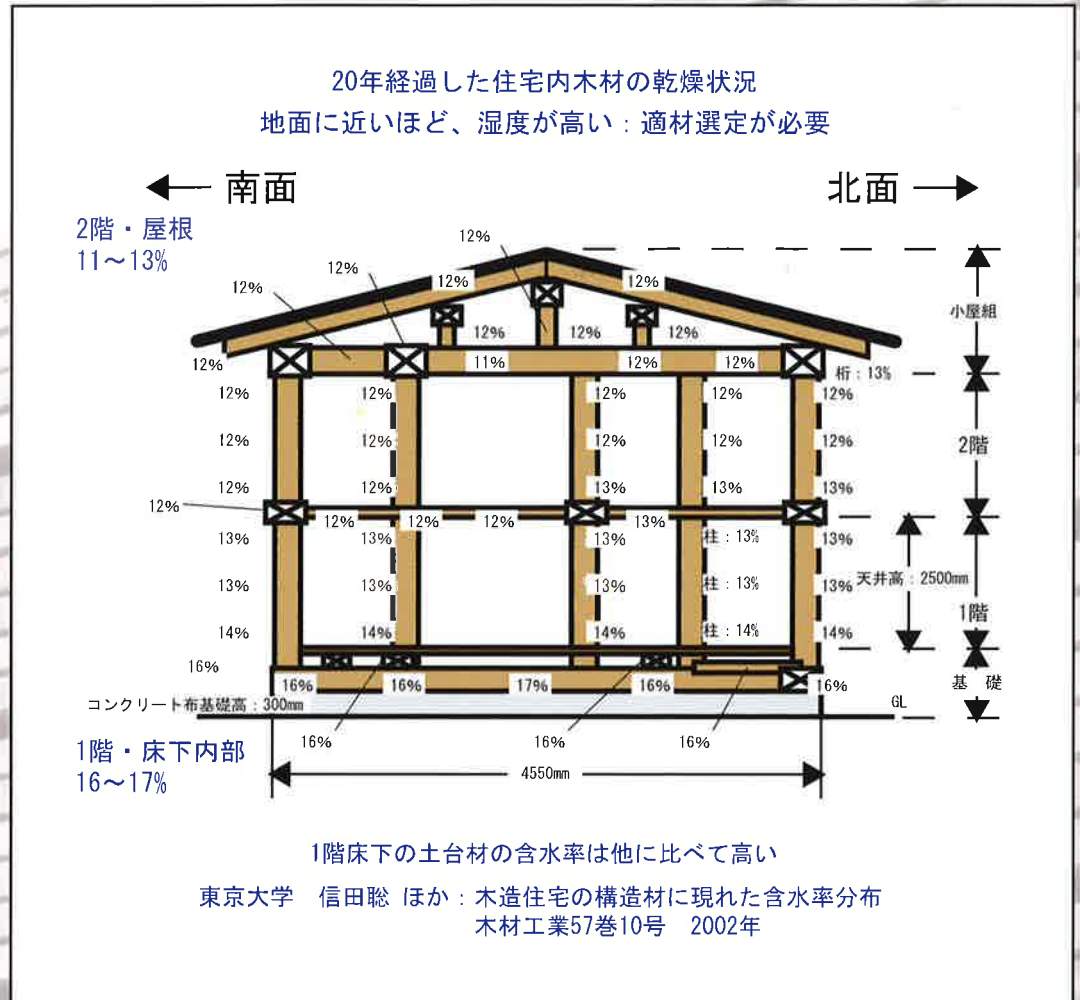 20年経過した住宅内木材の乾燥状況
地面に近いほど、湿度が高い：適材選定が必要
南面
北面
2階・屋根
11～13%
12%
12%
12%
12%
12%
小屋組
12%
12%
12%
12%
11%
12%
12%
桁：13%
12%
12%
12%
12%
12%
12%
12%
12%
12%
12%
2階
12%
12%
13%
13%
13%
12%
12%
12%
12%
13%
13%
13%
13%
柱：13%
13%
13%
13%
13%
柱：13%
13%
天井高：2500mm
1階
14%
14%
14%
柱：14%
14%
16%
16%
16%
17%
16%
16%
基 礎
コンクリート布基礎高：300mm
GL
1階・床下内部
16～17%
16%
16%
16%
4550mm
1階床下の土台材の含水率は他に比べて高い
東京大学 信田聡 ほか：木造住宅の構造材に現れた含水率分布
木材工業57巻10号 2002年